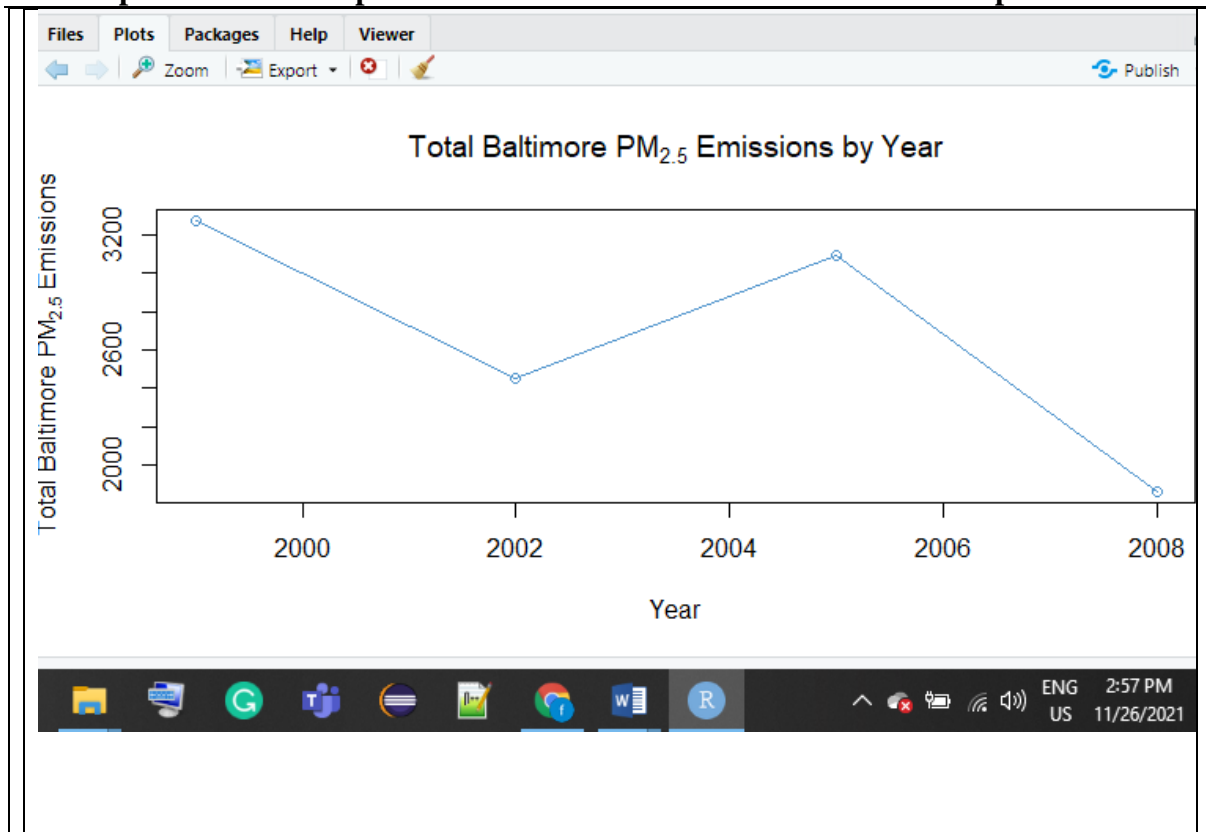 Files Plots Packages Help Viewer
Zoom Export Publish
Total Baltimore PM2.5 Emissions by Year
Total Baltimore PM2.5 Emissions
3200
2600
2000
2000 2002 2004 2006 2008
Year
ENG 2:57 PM
US 11/26/2021